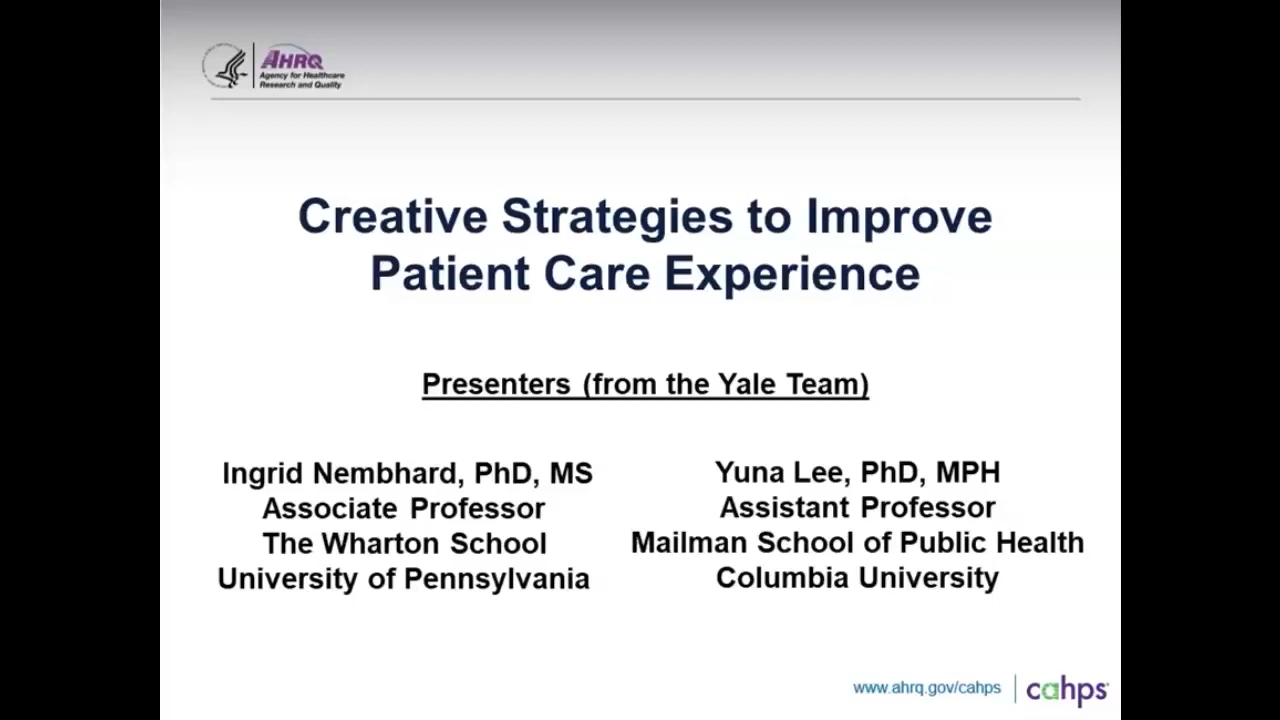 AHRQ
Agency for Healthcare
Research and Quality
Creative Strategies to Improve
Patient Care Experience
Presenters (from the Yale Team)
Ingrid Nembhard, PhD, MS
Associate Professor
The Wharton School
University of Pennsylvania
Yuna Lee, PhD, MPH
Assistant Professor
Mailman School of Public Health
Columbia University
www.ahrq.gov/cahps
cahps